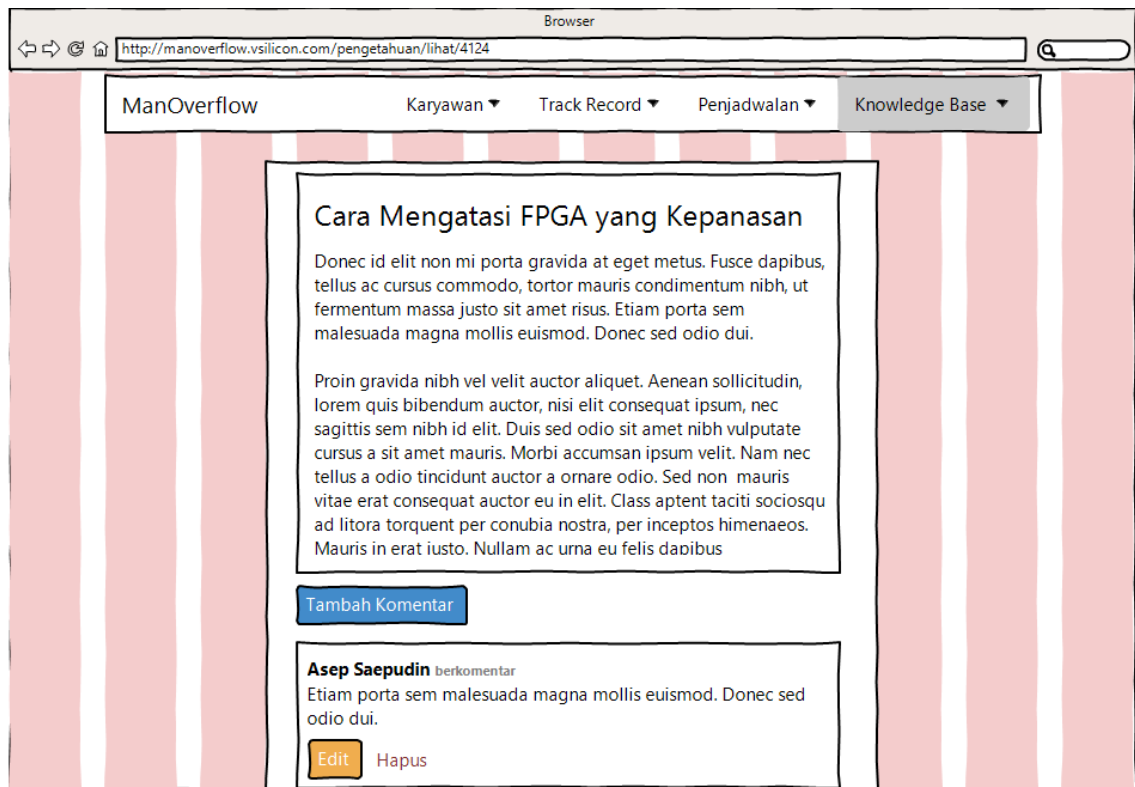 Browser
http://manoverflow.vsilicon.com/pengetahuan/lihat/4124
ManOverflow Karyawan Track Record Penjadwalan Knowledge Base
Cara Mengatasi FPGA yang Kepanasan
Donec id elit non mi porta gravida at eget metus. Fusce dapibus,
tellus ac cursus commodo, tortor mauris condimentum nibh, ut
fermentum massa justo sit amet risus. Etiam porta sem
malesuada magna mollis euismod. Donec sed odio dui.
Proin gravida nibh vel velit auctor aliquet. Aenean sollicitudin,
lorem quis bibendum auctor, nisi elit consequat ipsum, nec
sagittis sem nibh id elit. Duis sed odio sit amet nibh vulputate
cursus a sit amet mauris. Morbi accumsan ipsum velit. Nam nec
tellus a odio tincidunt auctor a ornare odio. Sed non  mauris
vitae erat consequat auctor eu in elit. Class aptent taciti sociosqu
ad litora torquent per conubia nostra, per inceptos himenaeos.
Mauris in erat justo. Nullam ac urna eu felis dapibus
Tambah Komentar
Asep Saepudin berkomentar
Etiam porta sem malesuada magna mollis euismod. Donec sed
odio dui.
Edit Hapus